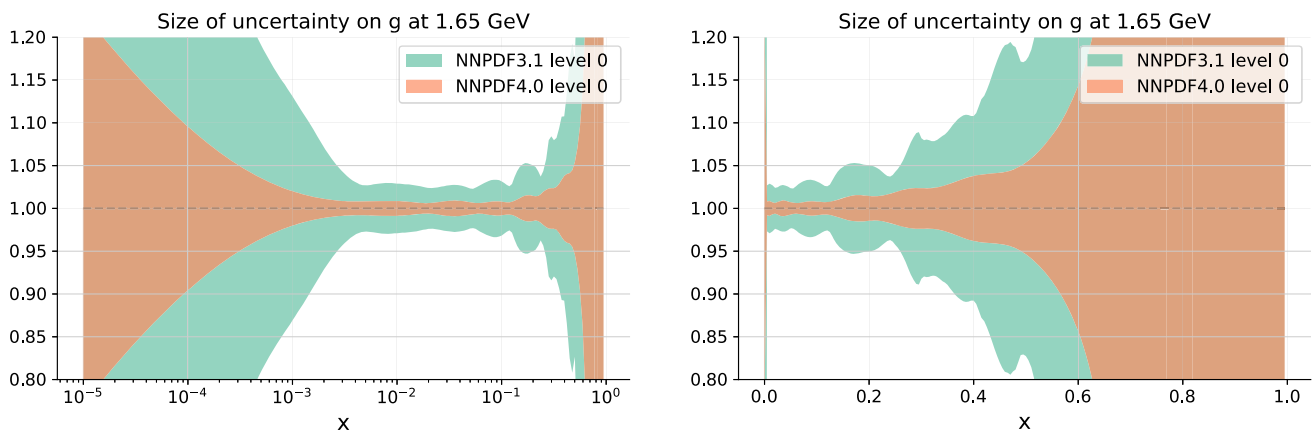 Size of uncertainty on g at 1.65 GeV
1.20
1.15
1.10
1.05
1.00
0.95
0.90
0.85
0.80
NNPDF3.1 level 0
NNPDF4.0 level 0
10⁻⁵ 10⁻⁴ 10⁻³ 10⁻² 10⁻¹ 10⁰
x
Size of uncertainty on g at 1.65 GeV
1.20
1.15
1.10
1.05
1.00
0.95
0.90
0.85
0.80
NNPDF3.1 level 0
NNPDF4.0 level 0
0.0 0.2 0.4 0.6 0.8 1.0
x